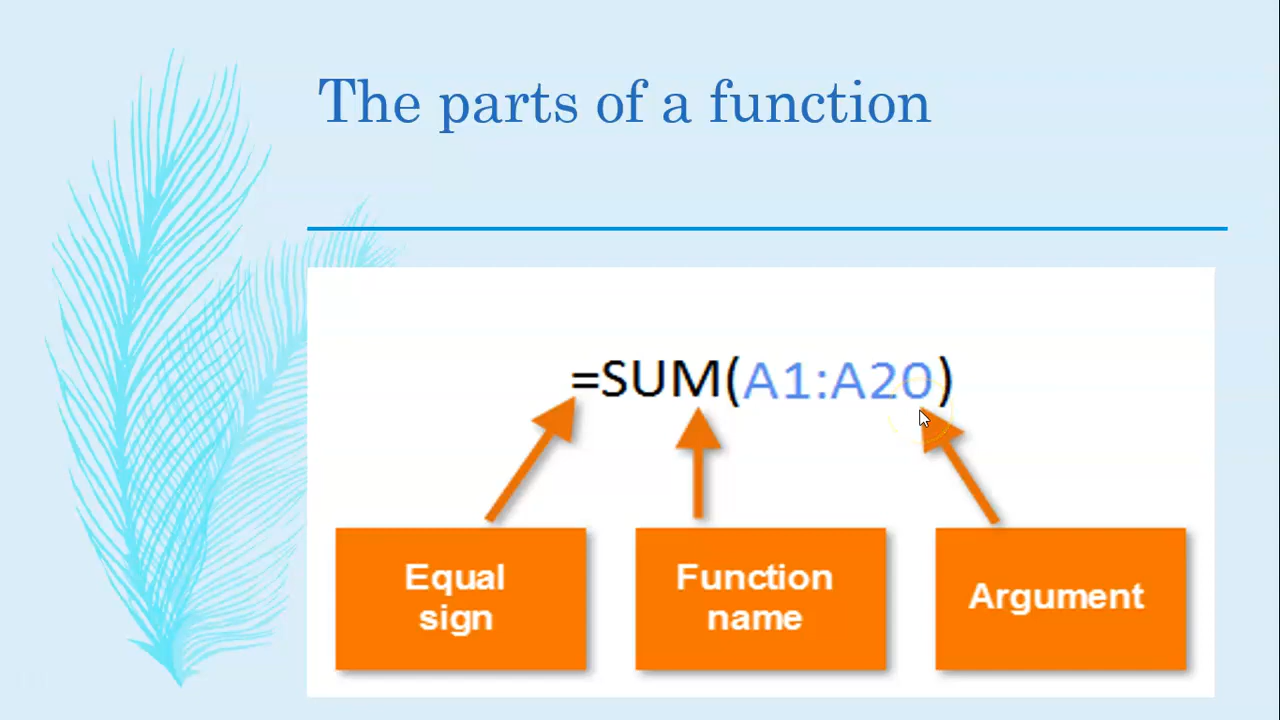 The parts of a function
=SUM(A1:A20)
Equal
sign
Function
name
Argument